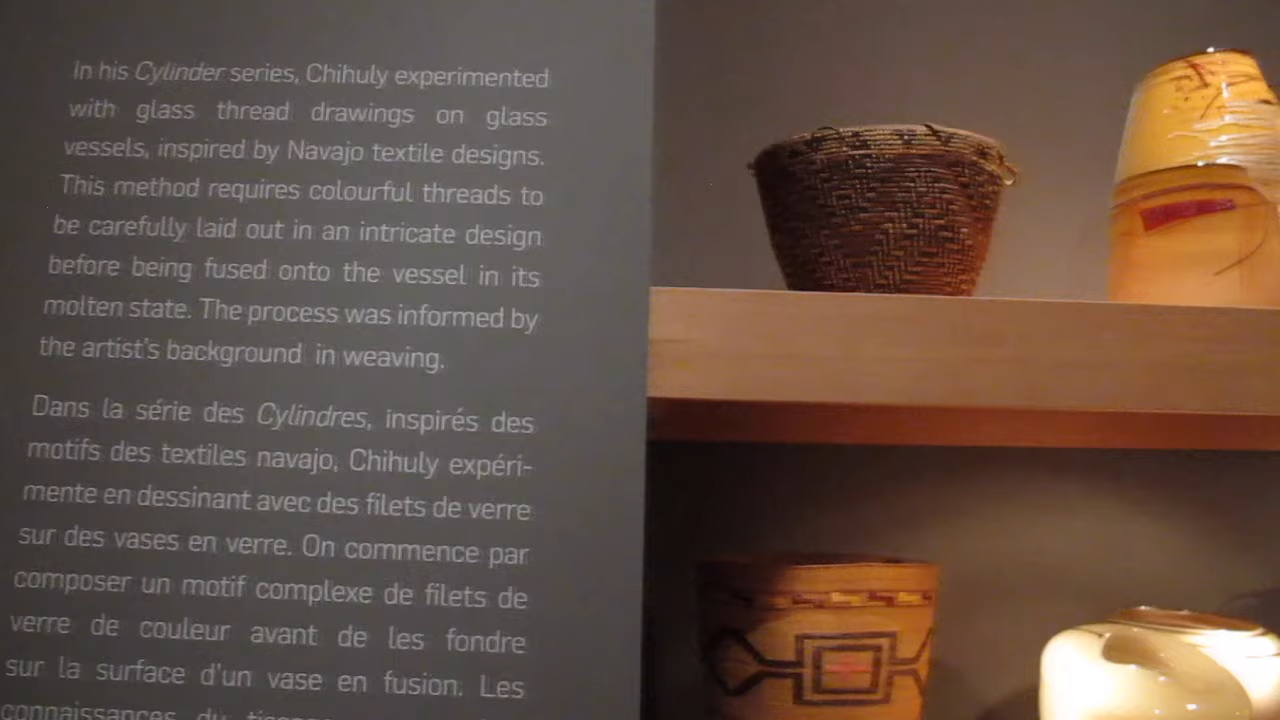 In his Cylinder series, Chihuly experimented
with glass thread drawings on glass
vessels, inspired by Navajo textile designs.
This method requires colourful threads to
be carefully laid out in an intricate design
before being fused onto the vessel in its
molten state. The process was informed by
the artist's background in weaving.
Dans la série des Cylindres, inspirés des
motifs des textiles navajo, Chihuly expéri-
mente en dessinant avec des filets de verre
sur des vases en verre. On commence par
composer un motif complexe de filets de
verre de couleur avant de les fondre
sur la surface d'un vase en fusion. Les
connaissances du